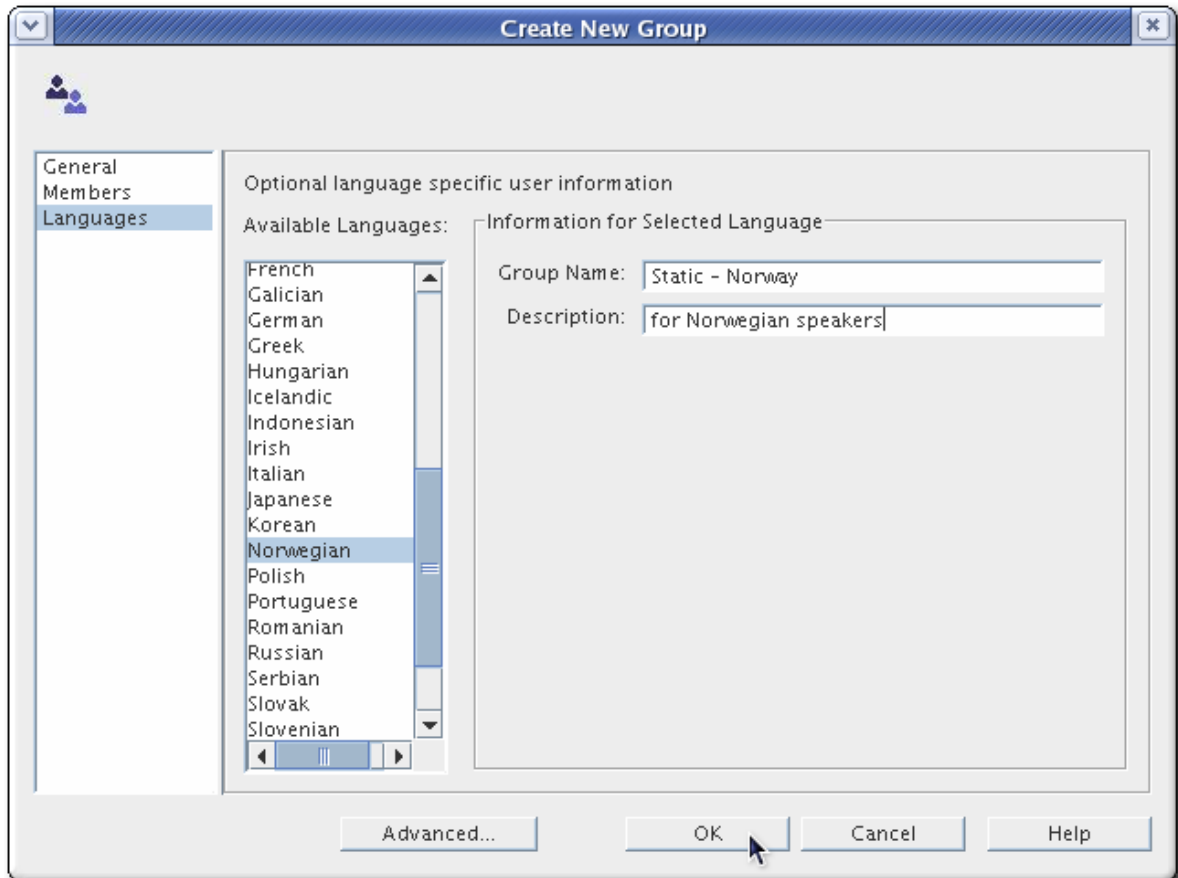 Create New Group
General
Members
Languages
Optional language specific user information
Available Languages:
French
Galician
German
Greek
Hungarian
Icelandic
Indonesian
Irish
Italian
Japanese
Korean
Norwegian
Polish
Portuguese
Romanian
Russian
Serbian
Slovak
Slovenian
Information for Selected Language
Group Name: Static - Norway
Description: for Norwegian speakers
Advanced... OK Cancel Help